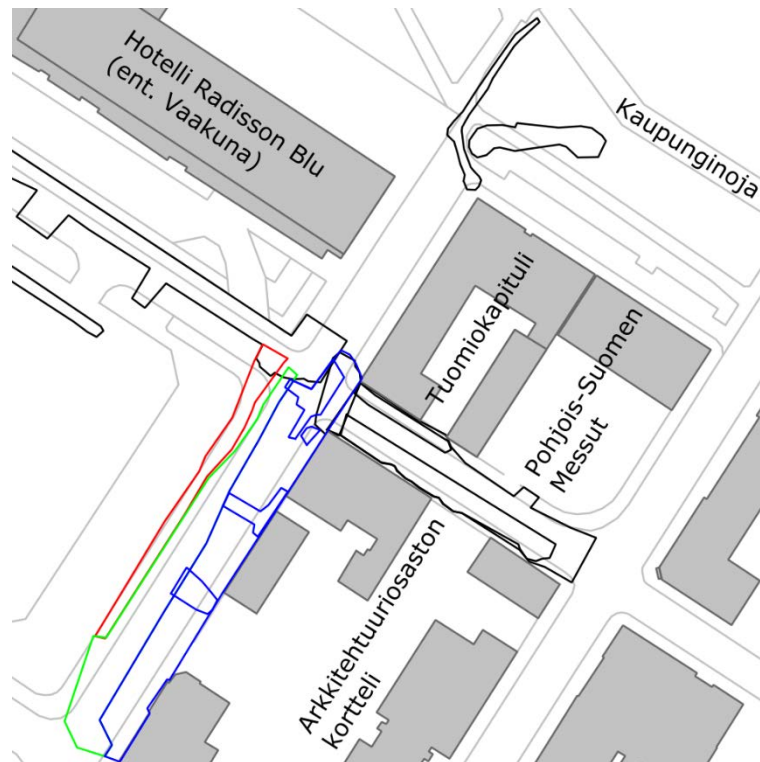 Hotelli Radisson Blu
(ent. Vaakuna)
Kaupunginoja
Tuomiokapituli
Pohjois-Suomen
Messut
Arkkitehtuuriosaston
kortteli